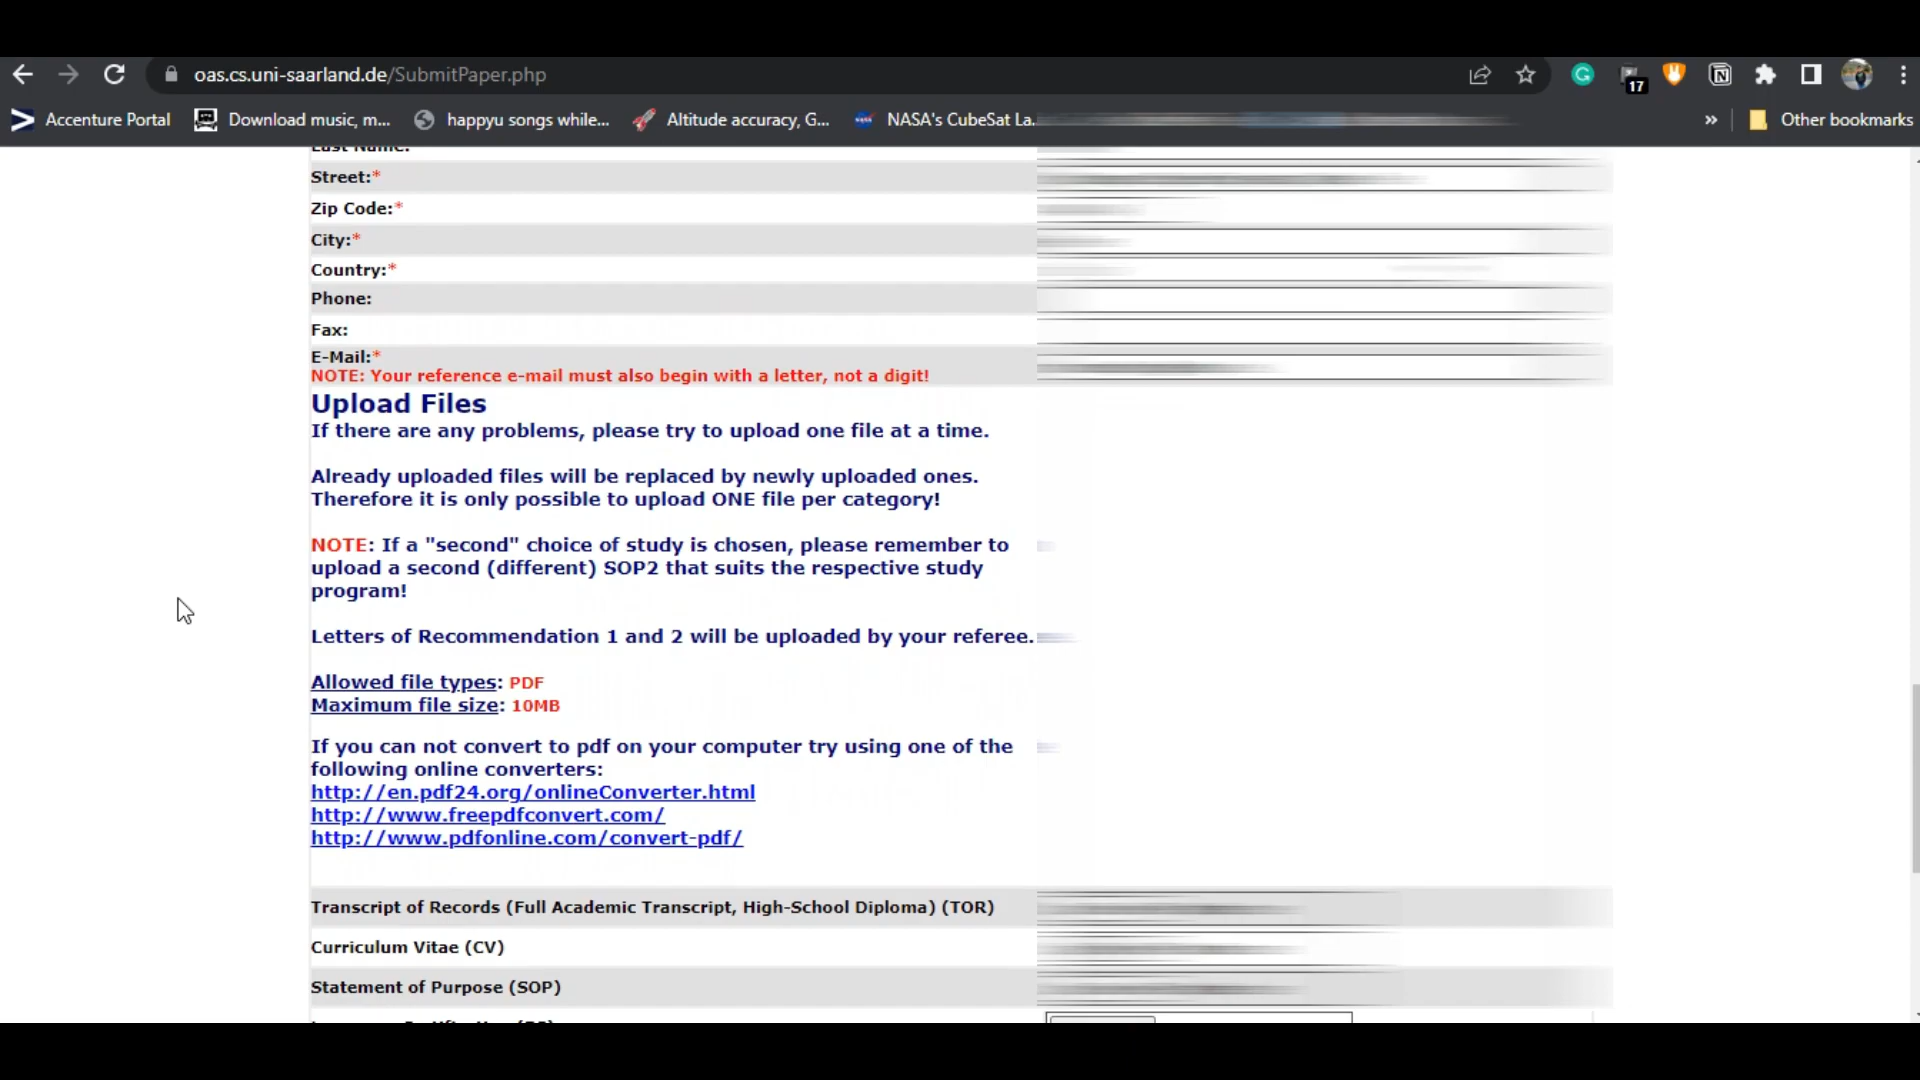 oas.cs.uni-saarland.de/SubmitPaper.php
17
Accenture Portal
Download music, m...
happyu songs while...
Altitude accuracy, G...
NASA's CubeSat La...
» Other bookmarks
Last Name:
Street:*
Zip Code:*
City:*
Country:*
Phone:
Fax:
E-Mail:*
NOTE: Your reference e-mail must also begin with a letter, not a digit!
Upload Files
If there are any problems, please try to upload one file at a time.
Already uploaded files will be replaced by newly uploaded ones.
Therefore it is only possible to upload ONE file per category!
NOTE: If a "second" choice of study is chosen, please remember to
upload a second (different) SOP2 that suits the respective study
program!
Letters of Recommendation 1 and 2 will be uploaded by your referee.
Allowed file types: PDF
Maximum file size: 10MB
If you can not convert to pdf on your computer try using one of the
following online converters:
http://en.pdf24.org/onlineConverter.html
http://www.freepdfconvert.com/
http://www.pdfonline.com/convert-pdf/
Transcript of Records (Full Academic Transcript, High-School Diploma) (TOR)
Curriculum Vitae (CV)
Statement of Purpose (SOP)